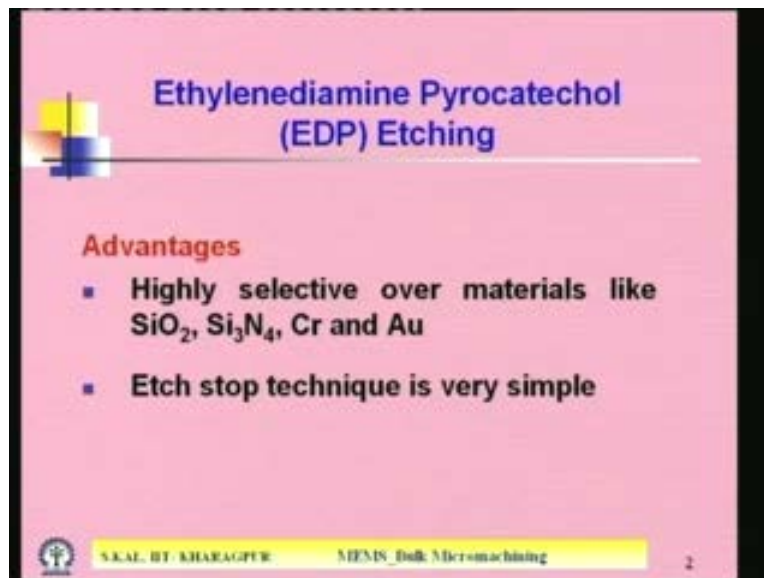 Ethylenediamine Pyrocatechol
(EDP) Etching
Advantages
▪ Highly selective over materials like
SiO₂, Si₃N₄, Cr and Au
▪ Etch stop technique is very simple
S.KAL, IIT- KHARAGPUR MEMS_Bulk Micromachining 2